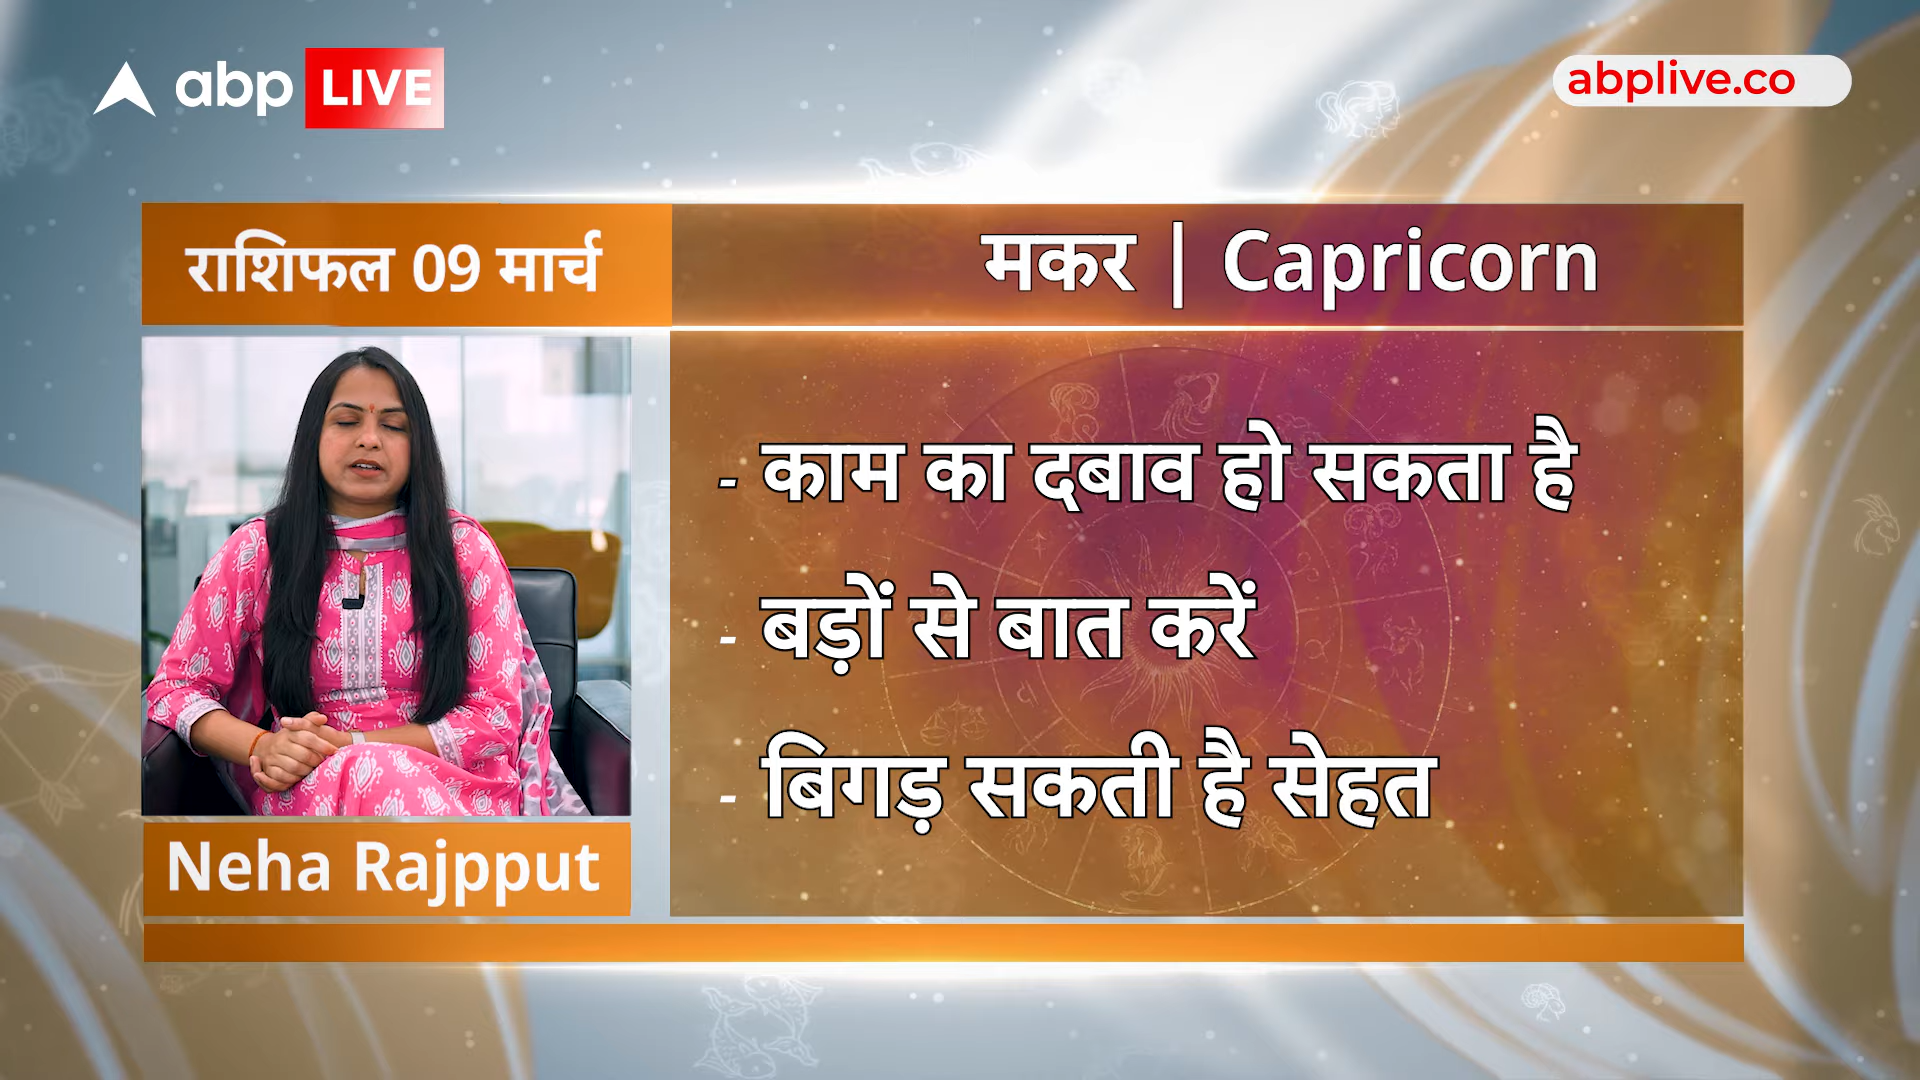 abp LIVE
abplive.co
राशिफल 09 मार्च
मकर | Capricorn
- काम का दबाव हो सकता है
- बड़ों से बात करें
- बिगड़ सकती है सेहत
Neha Rajpput